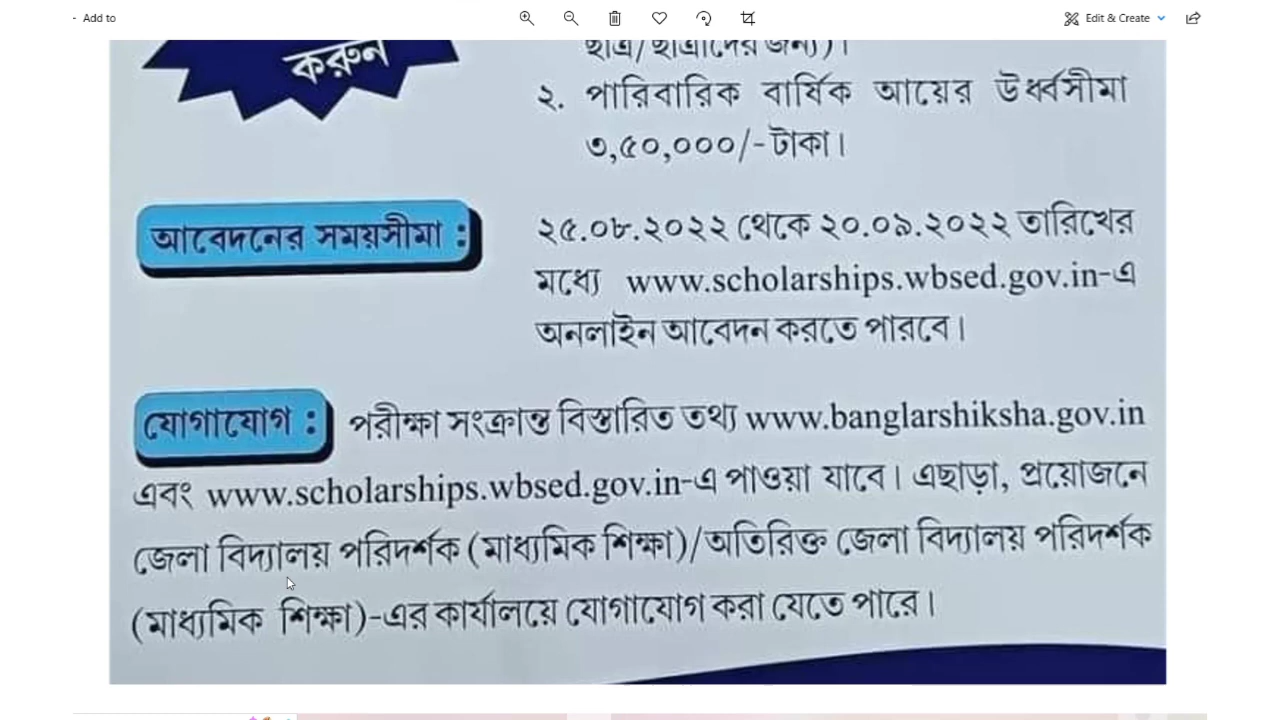 Add to
Edit & Create
করুন
ছাত্র/ছাত্রীদের জন্য)।
২. পারিবারিক বার্ষিক আয়ের উর্ধ্বসীমা
৩,৫০,০০০/-টাকা।
আবেদনের সময়সীমা :
২৫.০৮.২০২২ থেকে ২০.০৯.২০২২ তারিখের
মধ্যে www.scholarships.wbsed.gov.in-এ
অনলাইন আবেদন করতে পারবে।
যোগাযোগ : পরীক্ষা সংক্রান্ত বিস্তারিত তথ্য www.banglarshiksha.gov.in
এবং www.scholarships.wbsed.gov.in-এ পাওয়া যাবে। এছাড়া, প্রয়োজনে
জেলা বিদ্যালয় পরিদর্শক (মাধ্যমিক শিক্ষা)/অতিরিক্ত জেলা বিদ্যালয় পরিদর্শক
(মাধ্যমিক শিক্ষা)-এর কার্যালয়ে যোগাযোগ করা যেতে পারে।